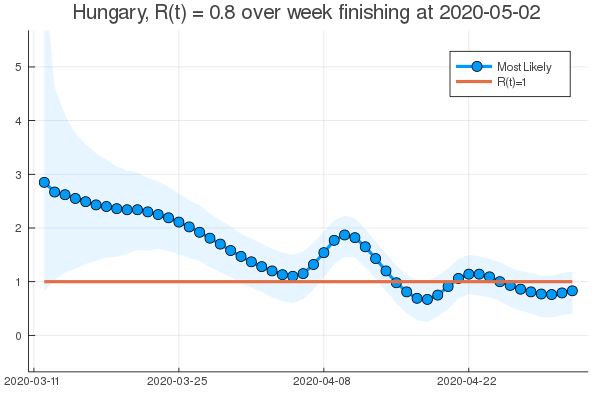 Hungary, R(t) = 0.8 over week finishing at 2020-05-02
5
Most Likely
R(t)=1
4
3
2
1
0
2020-03-11 2020-03-25 2020-04-08 2020-04-22